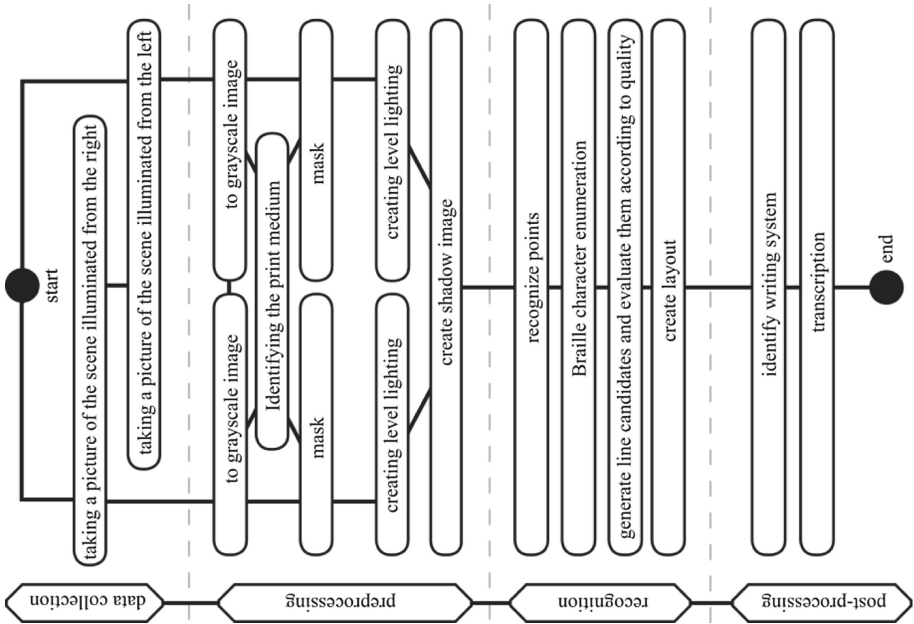 start
taking a picture of the scene illuminated from the right
taking a picture of the scene illuminated from the left
to grayscale image
to grayscale image
Identifying the print medium
mask
mask
creating level lighting
creating level lighting
create shadow image
recognize points
Braille character enumeration
generate line candidates and evaluate them according to quality
create layout
identify writing system
transcription
end
data collection
preprocessing
recognition
post-processing